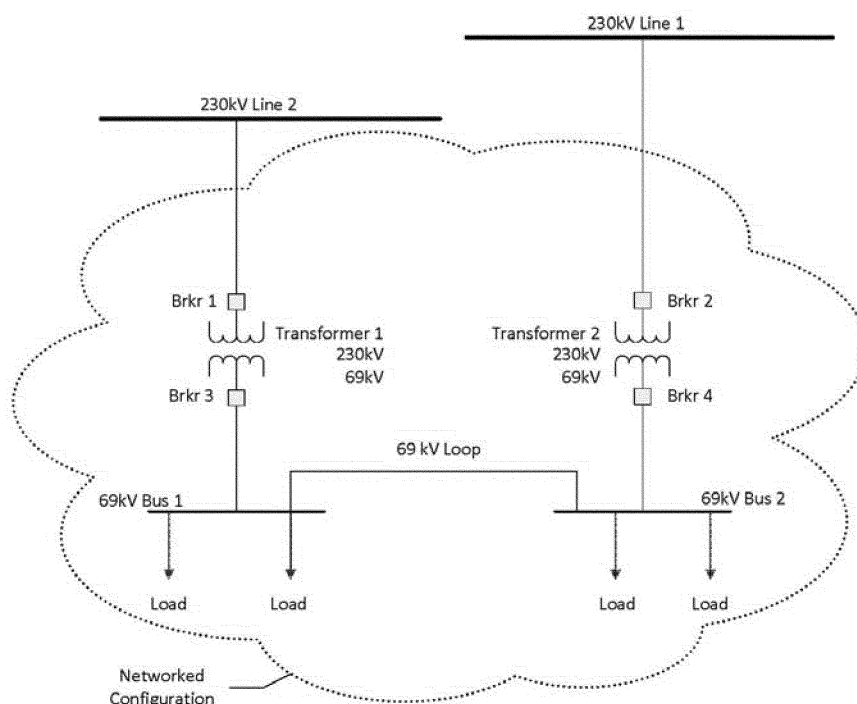 230kV Line 1
230kV Line 2
Brkr 1
Brkr 2
Transformer 1
230kV
69kV
Transformer 2
230kV
69kV
Brkr 3
Brkr 4
69 kV Loop
69kV Bus 1
69kV Bus 2
Load
Load
Load
Load
Networked
Configuration